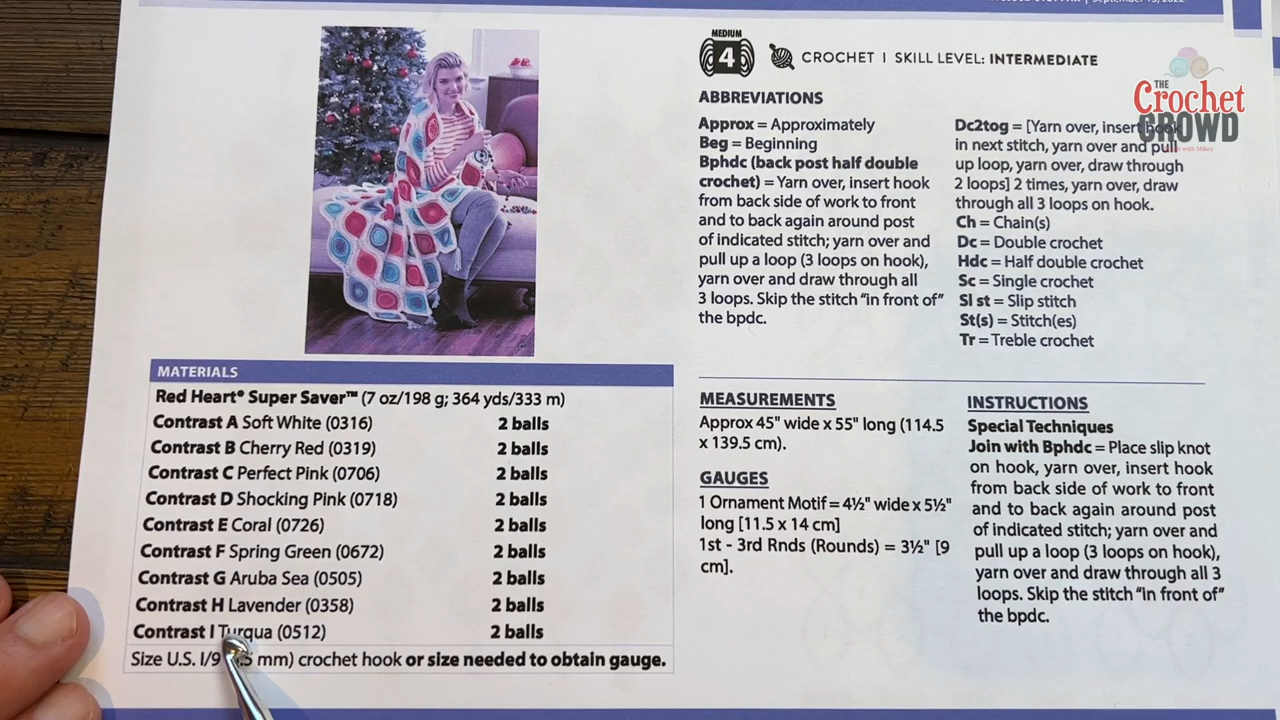 September 15, 2022
MEDIUM
4
CROCHET | SKILL LEVEL: INTERMEDIATE
THE
Crochet
CROWD
with Mikey
ABBREVIATIONS
Approx = Approximately
Beg = Beginning
Bphdc (back post half double
crochet) = Yarn over, insert hook
from back side of work to front
and to back again around post
of indicated stitch; yarn over and
pull up a loop (3 loops on hook),
yarn over and draw through all
3 loops. Skip the stitch “in front of”
the bpdc.
Dc2tog = [Yarn over, insert hook
in next stitch, yarn over and pull
up loop, yarn over, draw through
2 loops] 2 times, yarn over, draw
through all 3 loops on hook.
Ch = Chain(s)
Dc = Double crochet
Hdc = Half double crochet
Sc = Single crochet
Sl st = Slip stitch
St(s) = Stitch(es)
Tr = Treble crochet
MATERIALS
Red Heart® Super Saver™ (7 oz/198 g; 364 yds/333 m)
Contrast A Soft White (0316) 2 balls
Contrast B Cherry Red (0319) 2 balls
Contrast C Perfect Pink (0706) 2 balls
Contrast D Shocking Pink (0718) 2 balls
Contrast E Coral (0726) 2 balls
Contrast F Spring Green (0672) 2 balls
Contrast G Aruba Sea (0505) 2 balls
Contrast H Lavender (0358) 2 balls
Contrast I Turqua (0512) 2 balls
Size U.S. I/9 mm) crochet hook or size needed to obtain gauge.
MEASUREMENTS
Approx 45" wide x 55" long (114.5
x 139.5 cm).
GAUGES
1 Ornament Motif = 4½" wide x 5½"
long [11.5 x 14 cm]
1st - 3rd Rnds (Rounds) = 3½" [9
cm].
INSTRUCTIONS
Special Techniques
Join with Bphdc = Place slip knot
on hook, yarn over, insert hook
from back side of work to front
and to back again around post
of indicated stitch; yarn over and
pull up a loop (3 loops on hook),
yarn over and draw through all 3
loops. Skip the stitch “in front of”
the bpdc.